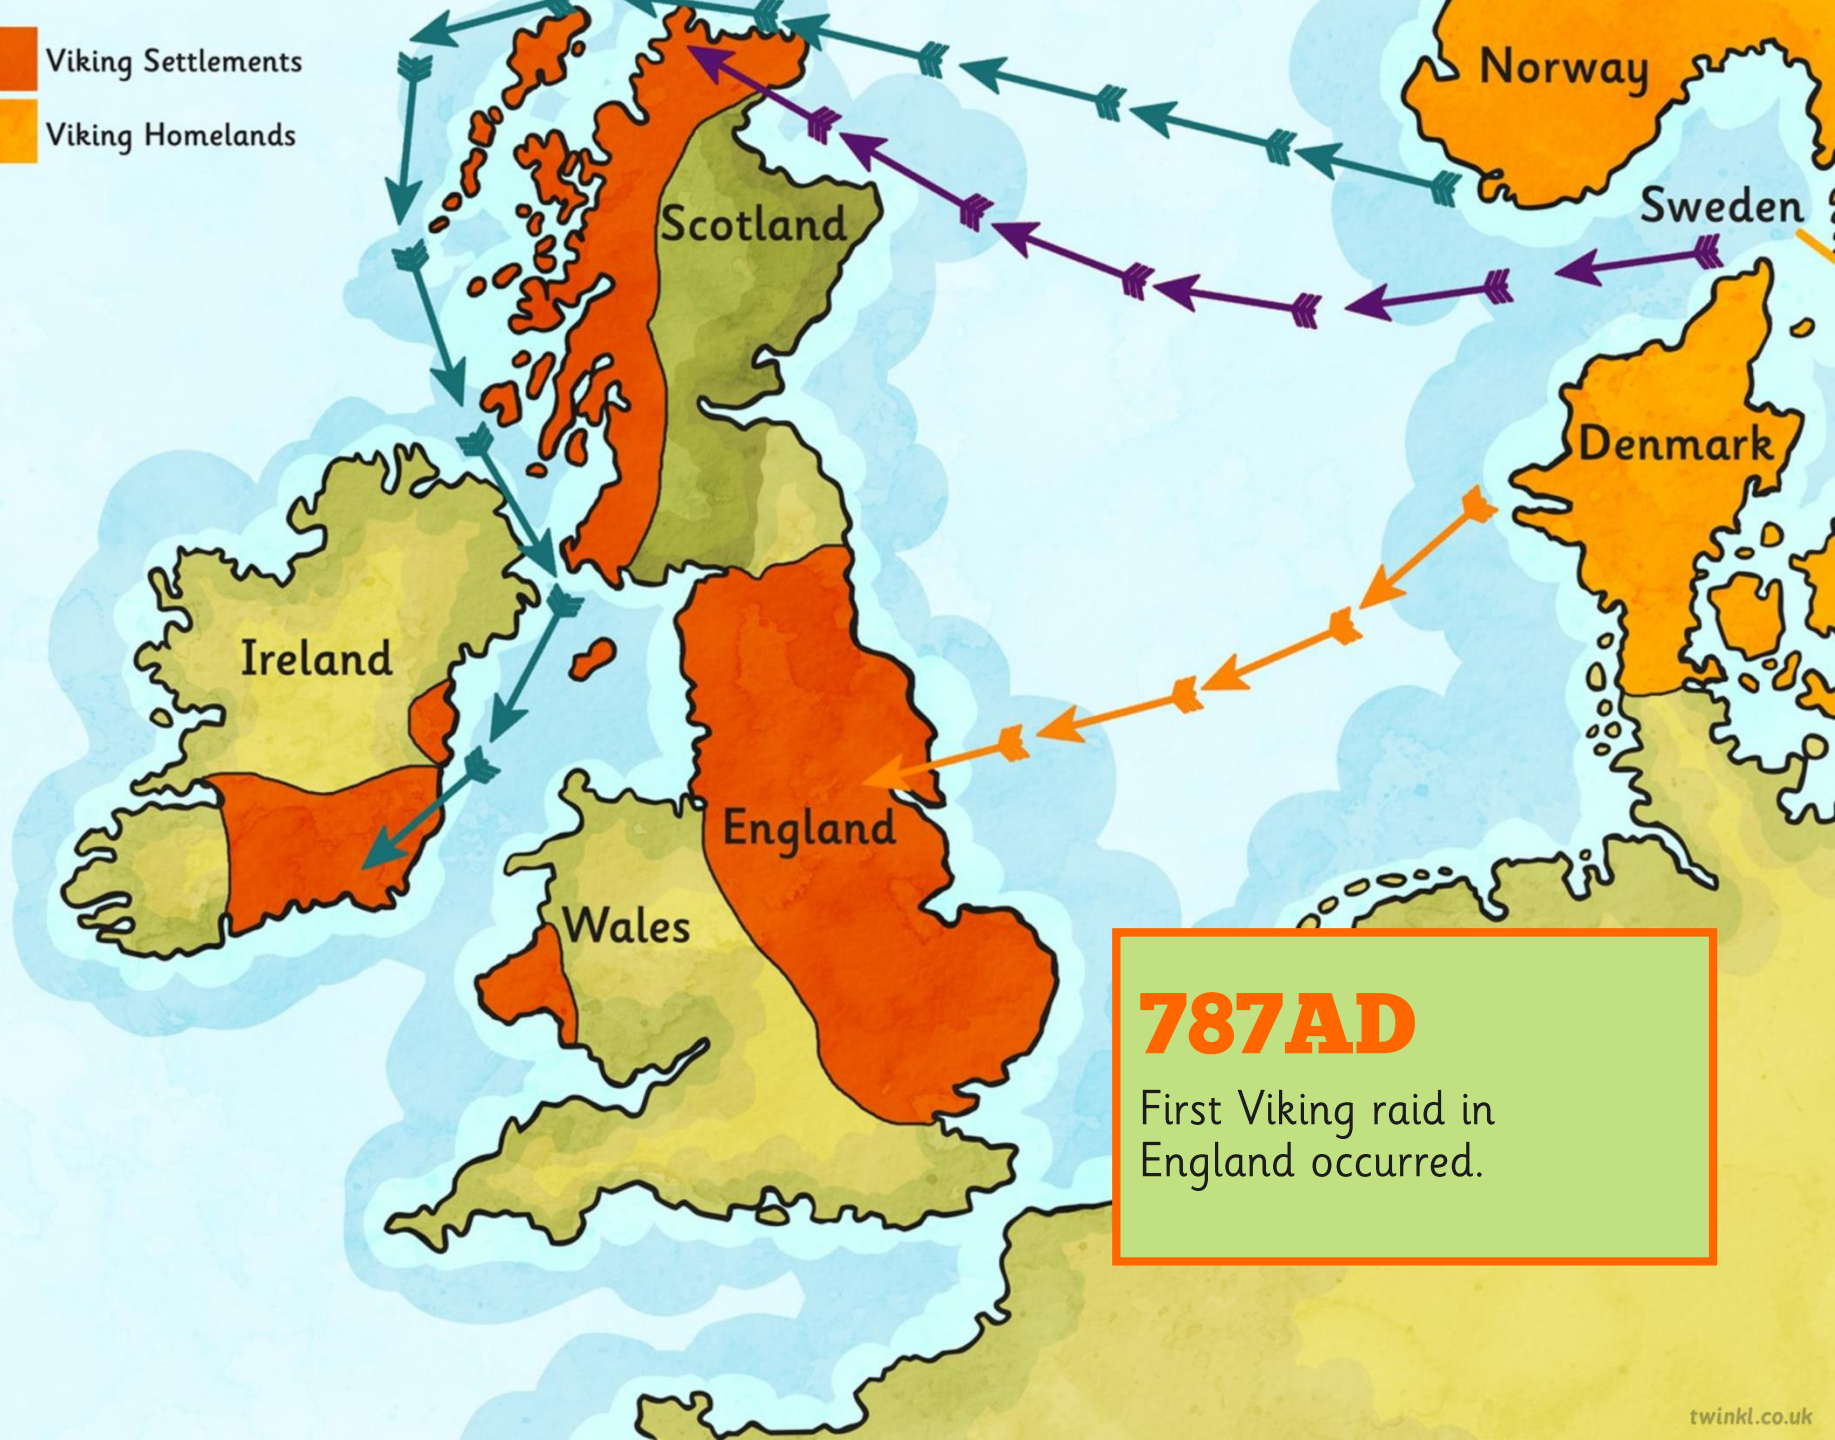 Viking Settlements
Viking Homelands
Norway
Sweden
Scotland
Denmark
Ireland
England
Wales
787AD
First Viking raid in
England occurred.
twinkl.co.uk